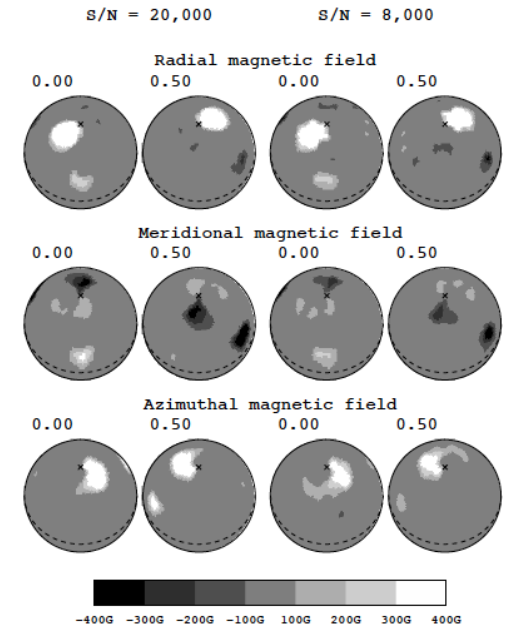 S/N = 20,000 S/N = 8,000
Radial magnetic field
0.00 0.50 0.00 0.50
Meridional magnetic field
0.00 0.50 0.00 0.50
Azimuthal magnetic field
0.00 0.50 0.00 0.50
-400G -300G -200G -100G 100G 200G 300G 400G